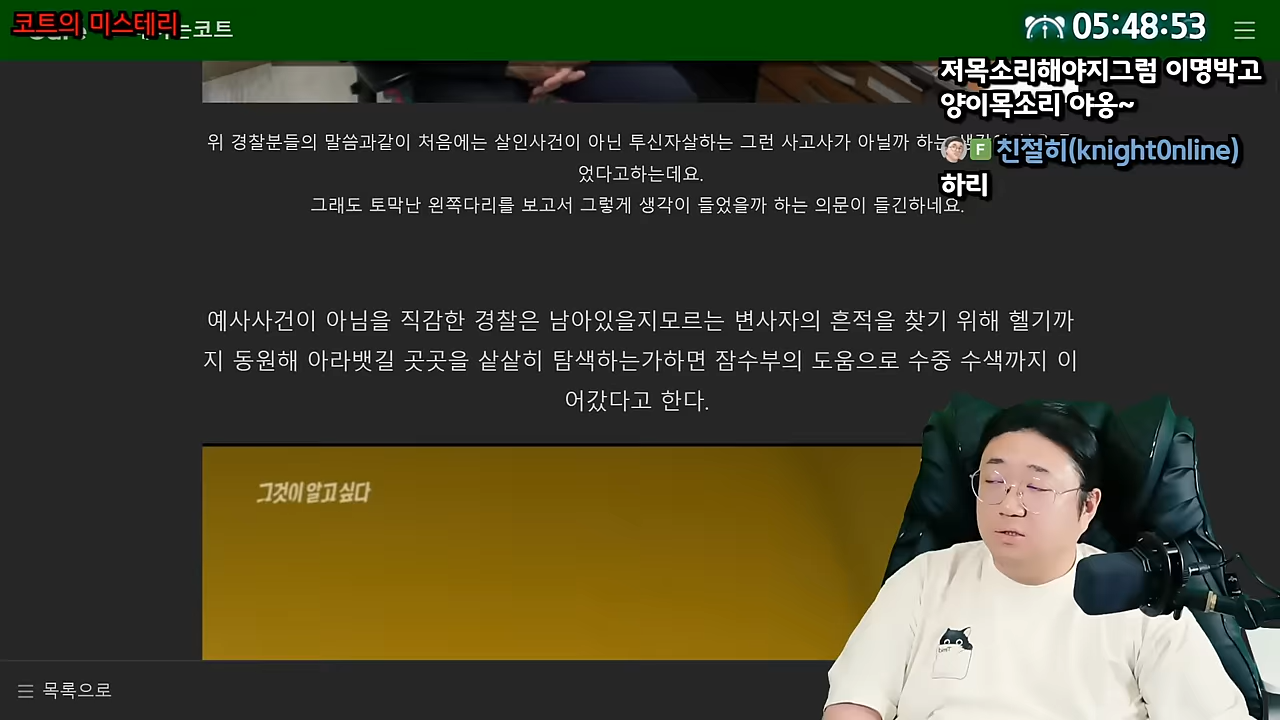 코트의 미스테리
는코트
05:48:53
저목소리해야지그럼 이명박고
양이목소리 야옹~
F 친절히(knight0nline)
하리
위 경찰분들의 말씀과같이 처음에는 살인사건이 아닌 투신자살하는 그런 사고사가 아닐까 하는
었다고하는데요.
그래도 토막난 왼쪽다리를 보고서 그렇게 생각이 들었을까 하는 의문이 들긴하네요.
예사사건이 아님을 직감한 경찰은 남아있을지모르는 변사자의 흔적을 찾기 위해 헬기까
지 동원해 아라뱃길 곳곳을 샅샅히 탐색하는가하면 잠수부의 도움으로 수중 수색까지 이
어갔다고 한다.
그것이 알고 싶다
목록으로